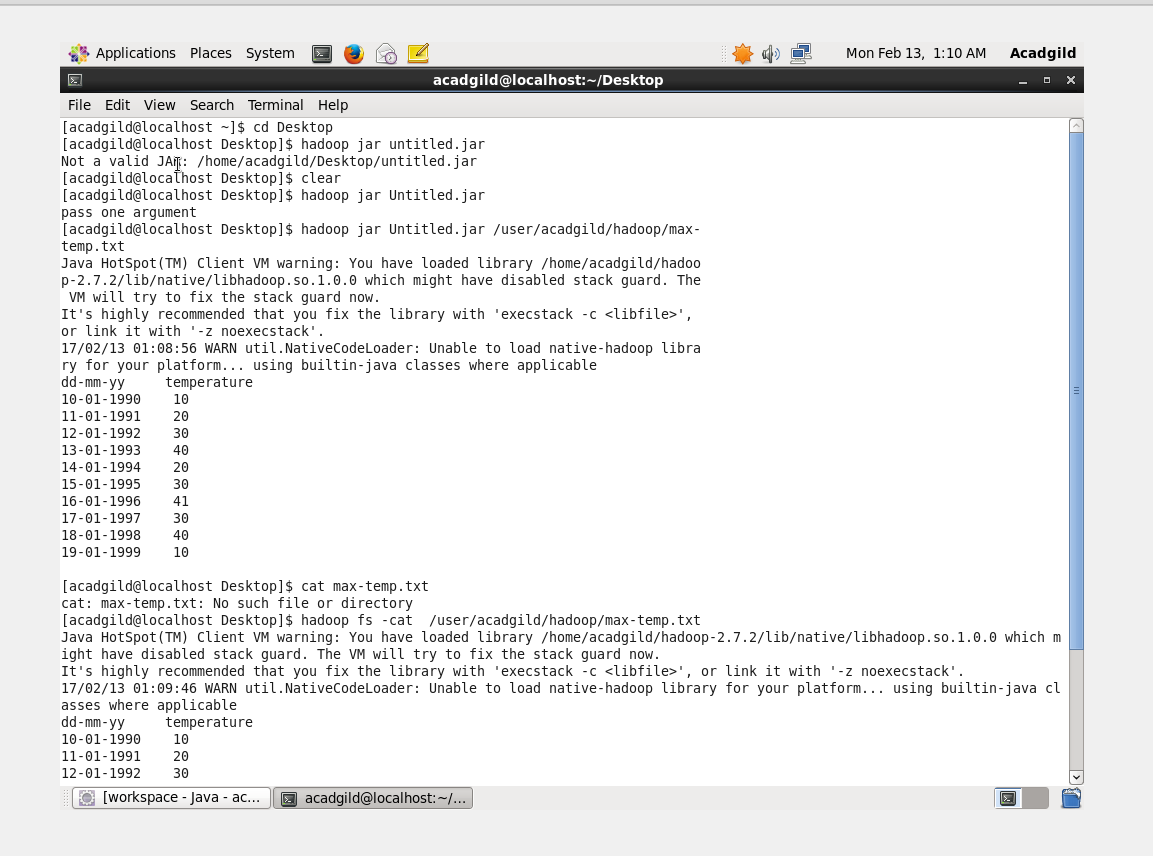 Applications Places System Mon Feb 13, 1:10 AM Acadgild
acadgild@localhost:~/Desktop
File Edit View Search Terminal Help
[acadgild@localhost ~]$ cd Desktop
[acadgild@localhost Desktop]$ hadoop jar untitled.jar
Not a valid JAR: /home/acadgild/Desktop/untitled.jar
[acadgild@localhost Desktop]$ clear
[acadgild@localhost Desktop]$ hadoop jar Untitled.jar
pass one argument
[acadgild@localhost Desktop]$ hadoop jar Untitled.jar /user/acadgild/hadoop/max-
temp.txt
Java HotSpot(TM) Client VM warning: You have loaded library /home/acadgild/hadoo
p-2.7.2/lib/native/libhadoop.so.1.0.0 which might have disabled stack guard. The
 VM will try to fix the stack guard now.
It's highly recommended that you fix the library with 'execstack -c <libfile>',
or link it with '-z noexecstack'.
17/02/13 01:08:56 WARN util.NativeCodeLoader: Unable to load native-hadoop libra
ry for your platform... using builtin-java classes where applicable
dd-mm-yy     temperature
10-01-1990    10
11-01-1991    20
12-01-1992    30
13-01-1993    40
14-01-1994    20
15-01-1995    30
16-01-1996    41
17-01-1997    30
18-01-1998    40
19-01-1999    10
[acadgild@localhost Desktop]$ cat max-temp.txt
cat: max-temp.txt: No such file or directory
[acadgild@localhost Desktop]$ hadoop fs -cat  /user/acadgild/hadoop/max-temp.txt
Java HotSpot(TM) Client VM warning: You have loaded library /home/acadgild/hadoop-2.7.2/lib/native/libhadoop.so.1.0.0 which m
ight have disabled stack guard. The VM will try to fix the stack guard now.
It's highly recommended that you fix the library with 'execstack -c <libfile>', or link it with '-z noexecstack'.
17/02/13 01:09:46 WARN util.NativeCodeLoader: Unable to load native-hadoop library for your platform... using builtin-java cl
asses where applicable
dd-mm-yy     temperature
10-01-1990    10
11-01-1991    20
12-01-1992    30
[workspace - Java - ac... acadgild@localhost:~/...